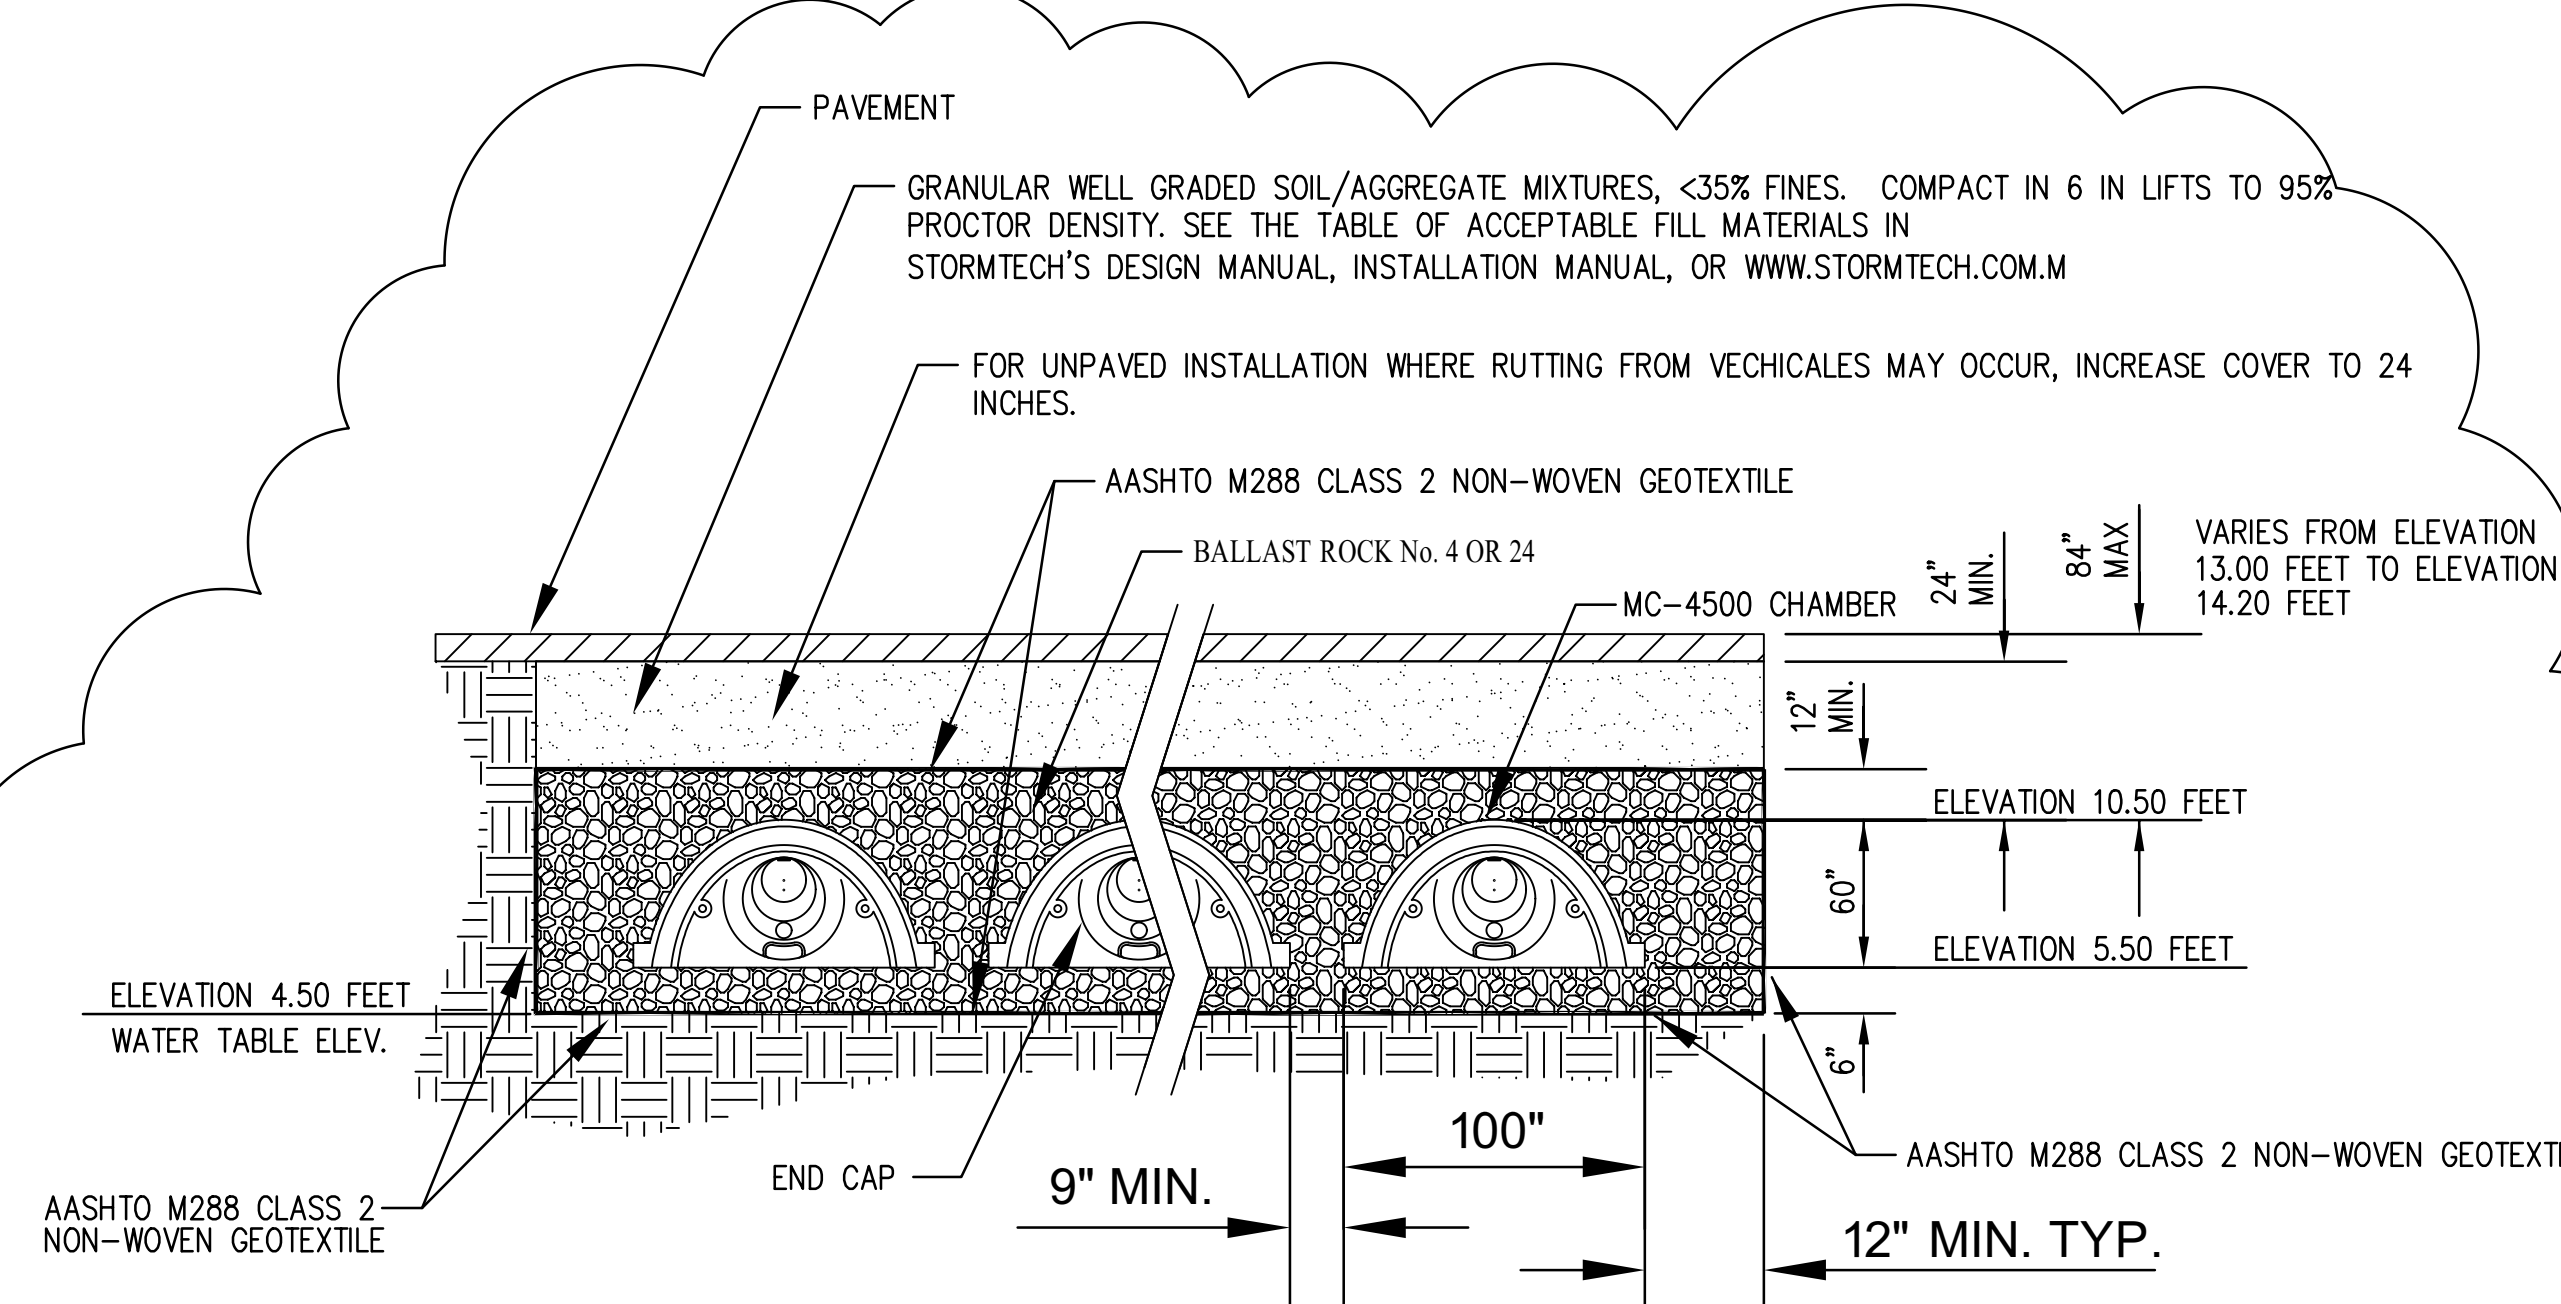 PAVEMENT
GRANULAR WELL GRADED SOIL/AGGREGATE MIXTURES, <35% FINES.  COMPACT IN 6 IN LIFTS TO 95%
PROCTOR DENSITY. SEE THE TABLE OF ACCEPTABLE FILL MATERIALS IN
STORMTECH'S DESIGN MANUAL, INSTALLATION MANUAL, OR WWW.STORMTECH.COM.M
FOR UNPAVED INSTALLATION WHERE RUTTING FROM VECHICALES MAY OCCUR, INCREASE COVER TO 24
INCHES.
AASHTO M288 CLASS 2 NON-WOVEN GEOTEXTILE
BALLAST ROCK No. 4 OR 24
MC-4500 CHAMBER
24"
MIN.
84"
MAX
VARIES FROM ELEVATION
13.00 FEET TO ELEVATION
14.20 FEET
12"
MIN.
ELEVATION 10.50 FEET
60"
ELEVATION 5.50 FEET
6"
ELEVATION 4.50 FEET
WATER TABLE ELEV.
AASHTO M288 CLASS 2
NON-WOVEN GEOTEXTILE
END CAP
9" MIN.
100"
12" MIN. TYP.
AASHTO M288 CLASS 2 NON-WOVEN